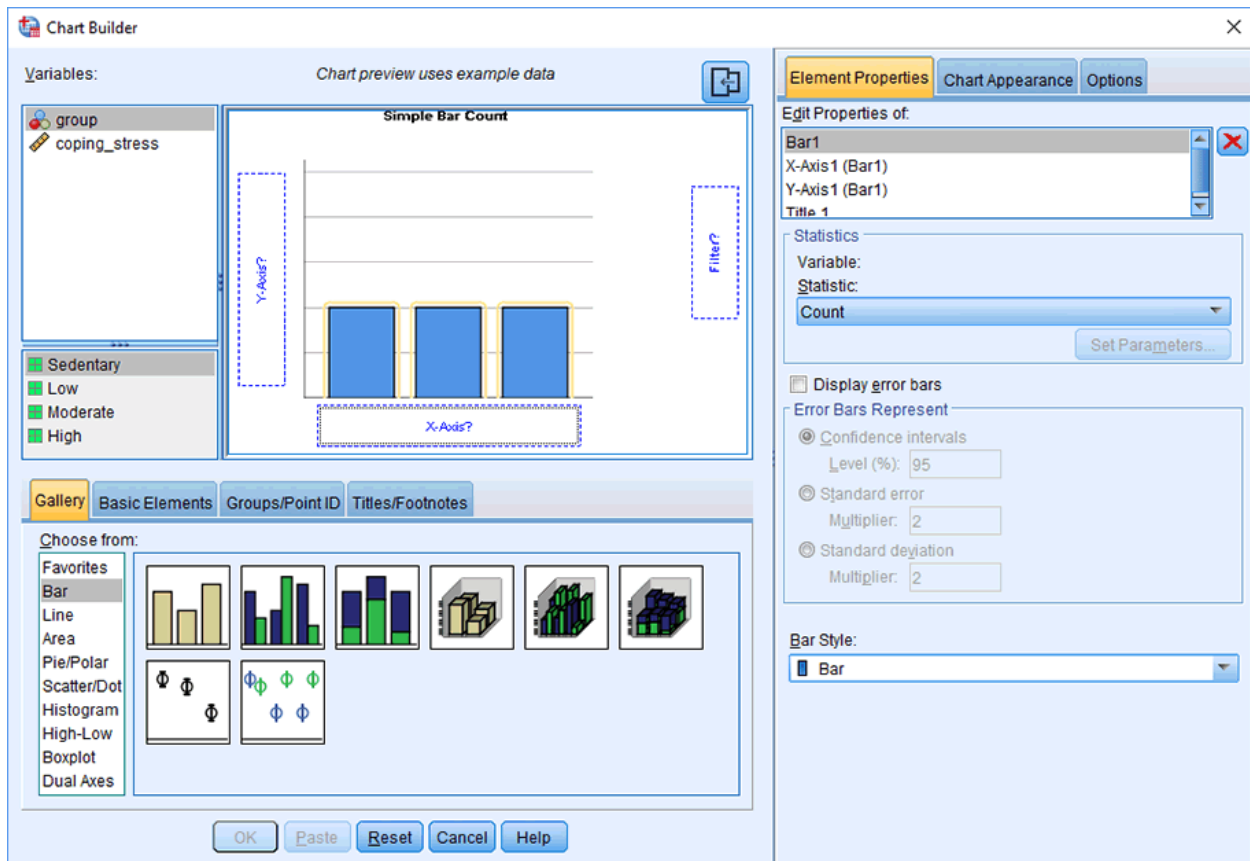 Chart Builder
Variables:
Chart preview uses example data
group
coping_stress
Sedentary
Low
Moderate
High
Simple Bar Count
Y-Axis?
Filter?
X-Axis?
Gallery
Basic Elements
Groups/Point ID
Titles/Footnotes
Choose from:
Favorites
Bar
Line
Area
Pie/Polar
Scatter/Dot
Histogram
High-Low
Boxplot
Dual Axes
OK
Paste
Reset
Cancel
Help
Element Properties
Chart Appearance
Options
Edit Properties of:
Bar1
X-Axis1 (Bar1)
Y-Axis1 (Bar1)
Title 1
Statistics
Variable:
Statistic:
Count
Set Parameters...
Display error bars
Error Bars Represent
Confidence intervals
Level (%): 95
Standard error
Multiplier: 2
Standard deviation
Multiplier: 2
Bar Style:
Bar